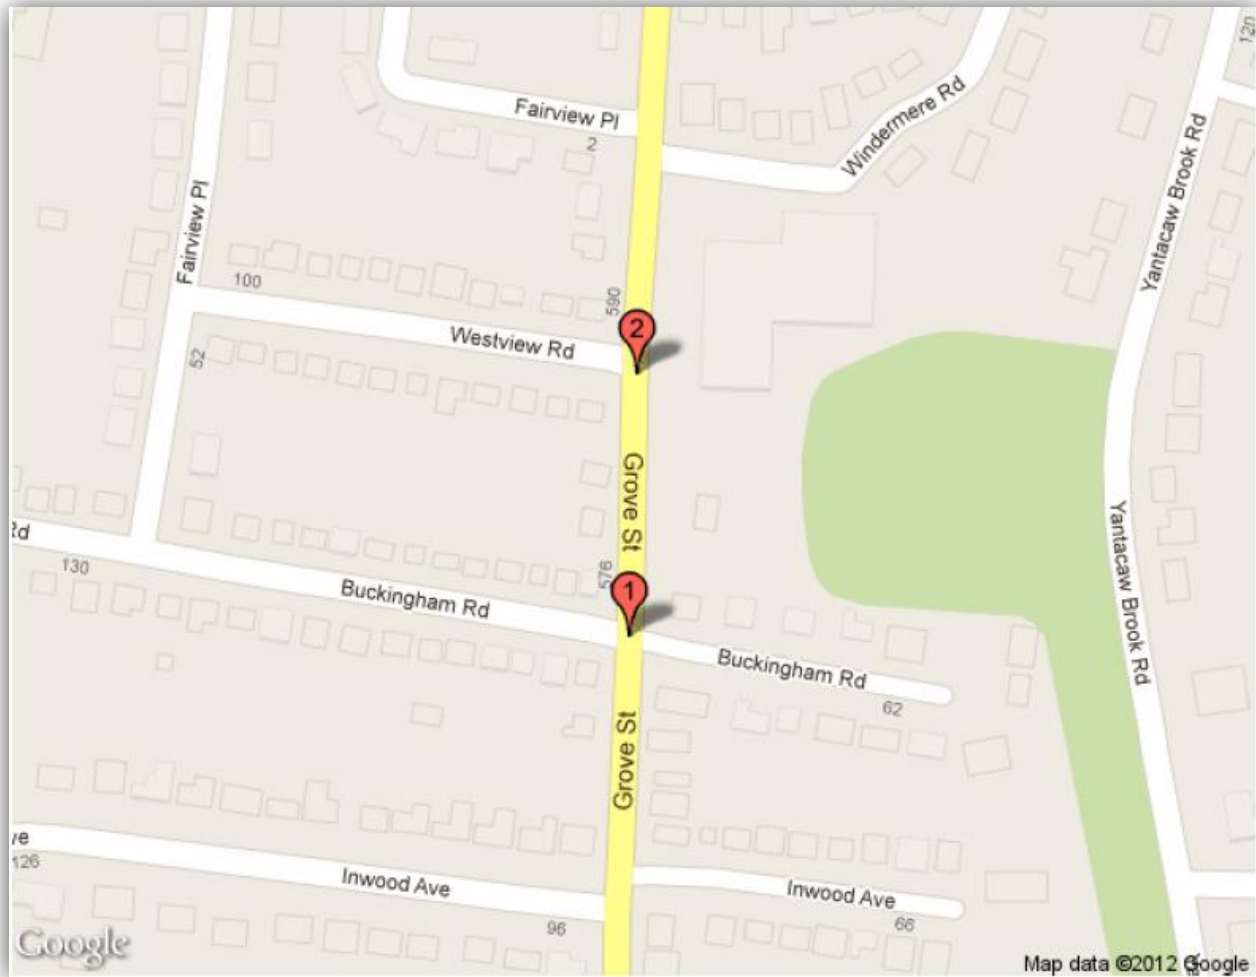 120
Fairview Pl
2
Windermere Rd
Yantacaw Brook Rd
Fairview Pl
100
590
2
Westview Rd
52
Grove St
Yantacaw Brook Rd
Rd
576
1
130
Buckingham Rd
Buckingham Rd
62
Grove St
ve
126
Inwood Ave
Inwood Ave
96
66
Google
Map data ©2012 Google